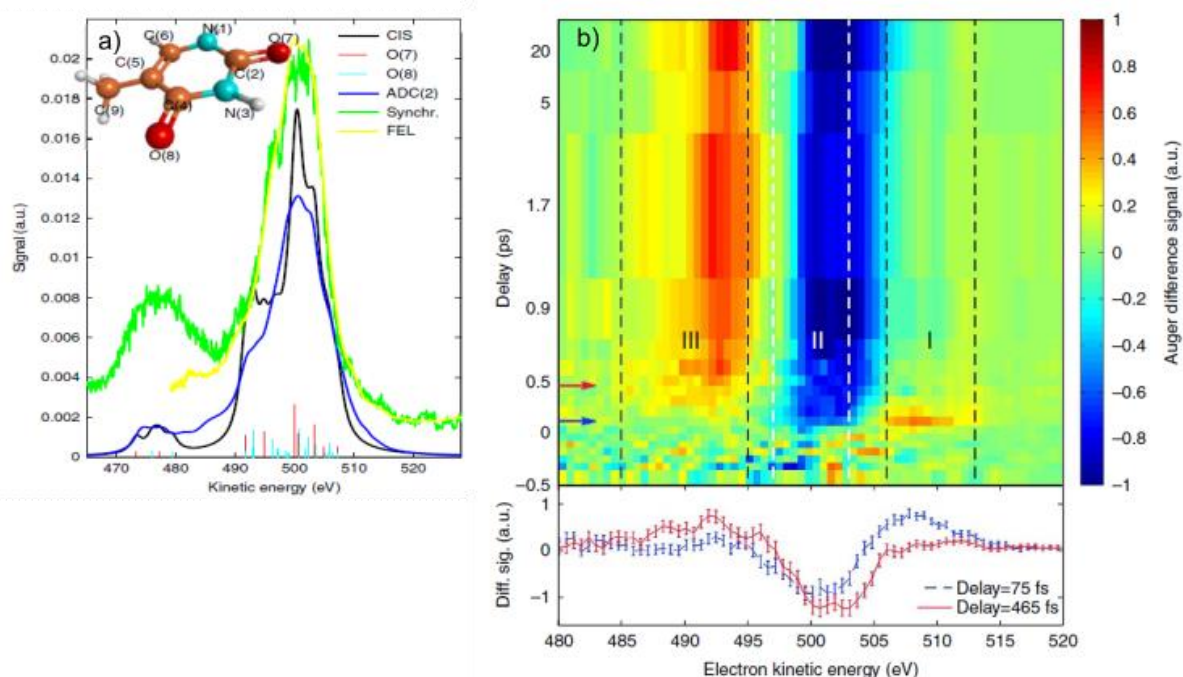 a)
N(1)
O(7)
C(6)
C(5)
C(2)
C(4)
N(3)
C(9)
O(8)
CIS
O(7)
O(8)
ADC(2)
Synchr.
FEL
0.02
0.018
0.016
0.014
0.012
0.01
0.008
0.006
0.004
0.002
0
Signal (a.u.)
470 480 490 500 510 520
Kinetic energy (eV)
b)
20
5
1.7
0.9
0.5
0
−0.5
Delay (ps)
III II I
1
0.8
0.6
0.4
0.2
0
−0.2
−0.4
−0.6
−0.8
−1
Auger difference signal (a.u.)
1
0
−1
Diff. sig. (a.u.)
Delay=75 fs
Delay=465 fs
480 485 490 495 500 505 510 515 520
Electron kinetic energy (eV)